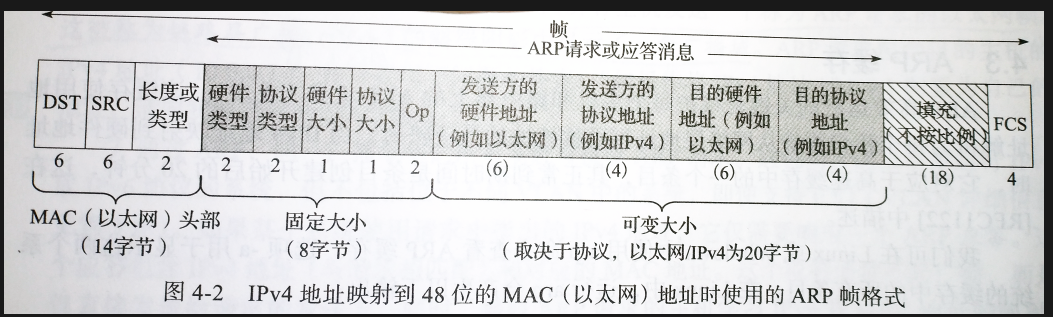 帧
ARP请求或应答消息
DST
SRC
长度或
类型
硬件
类型
协议
类型
硬件
大小
协议
大小
Op
发送方的
硬件地址
(例如以太网)
发送方的
协议地址
(例如IPv4)
目的硬件
地址(例如
以太网)
目的协议
地址
(例如IPv4)
填充
(不按比例)
FCS
6
6
2
2
2
1
1
2
(6)
(4)
(6)
(4)
(18)
4
MAC(以太网)头部
(14字节)
固定大小
(8字节)
可变大小
(取决于协议,以太网/IPv4为20字节)
图 4-2 IPv4 地址映射到 48 位的 MAC(以太网)地址时使用的 ARP 帧格式